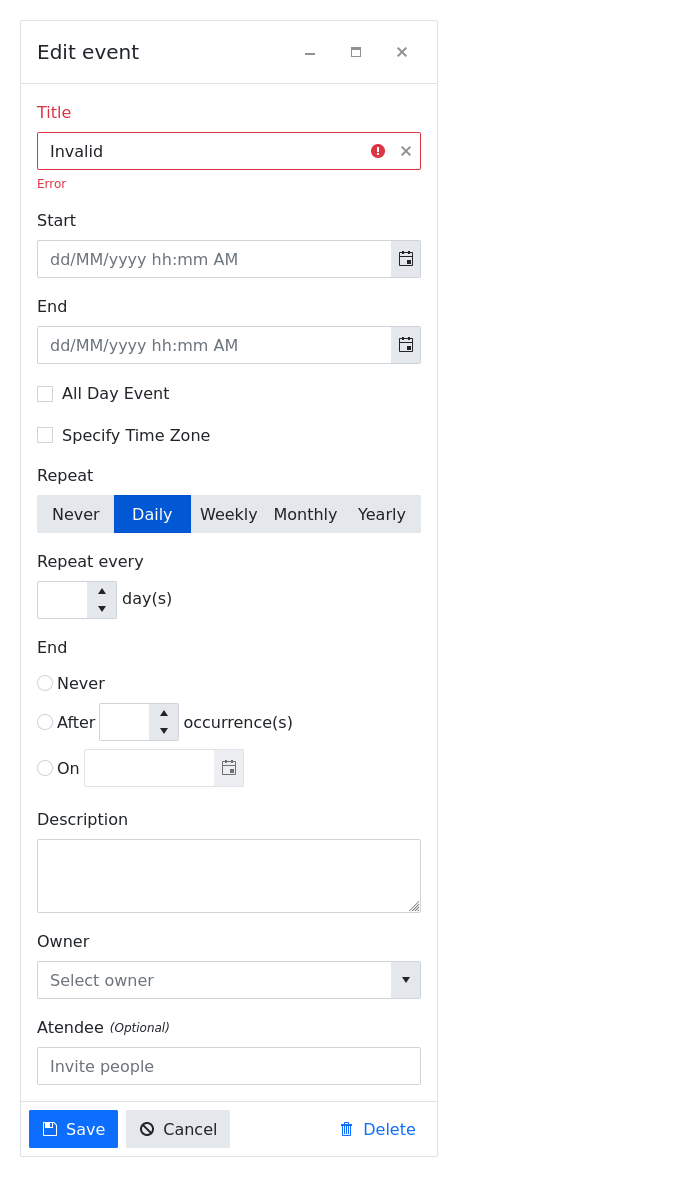 Edit event
Title
Invalid
Error
Start
dd/MM/yyyy hh:mm AM
End
dd/MM/yyyy hh:mm AM
All Day Event
Specify Time Zone
Repeat
Never Daily Weekly Monthly Yearly
Repeat every
day(s)
End
Never
After occurrence(s)
On
Description
Owner
Select owner
Atendee (Optional)
Invite people
Save Cancel Delete